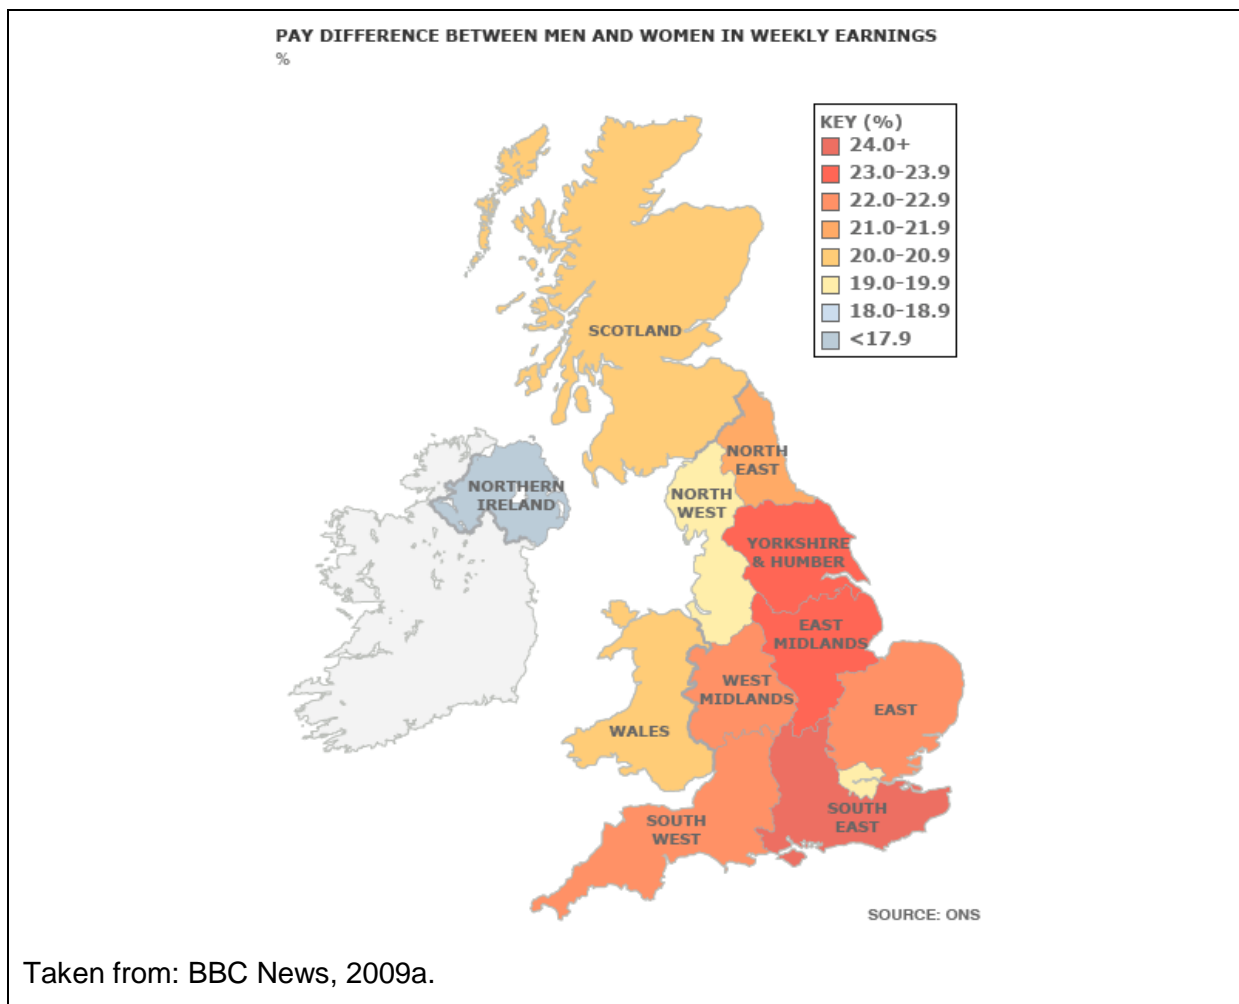 PAY DIFFERENCE BETWEEN MEN AND WOMEN IN WEEKLY EARNINGS
%
KEY (%)
24.0+
23.0-23.9
22.0-22.9
21.0-21.9
20.0-20.9
19.0-19.9
18.0-18.9
<17.9
SCOTLAND
NORTH
EAST
NORTHERN
IRELAND
NORTH
WEST
YORKSHIRE
& HUMBER
EAST
MIDLANDS
WEST
MIDLANDS
EAST
WALES
SOUTH
EAST
SOUTH
WEST
SOURCE: ONS
Taken from: BBC News, 2009a.